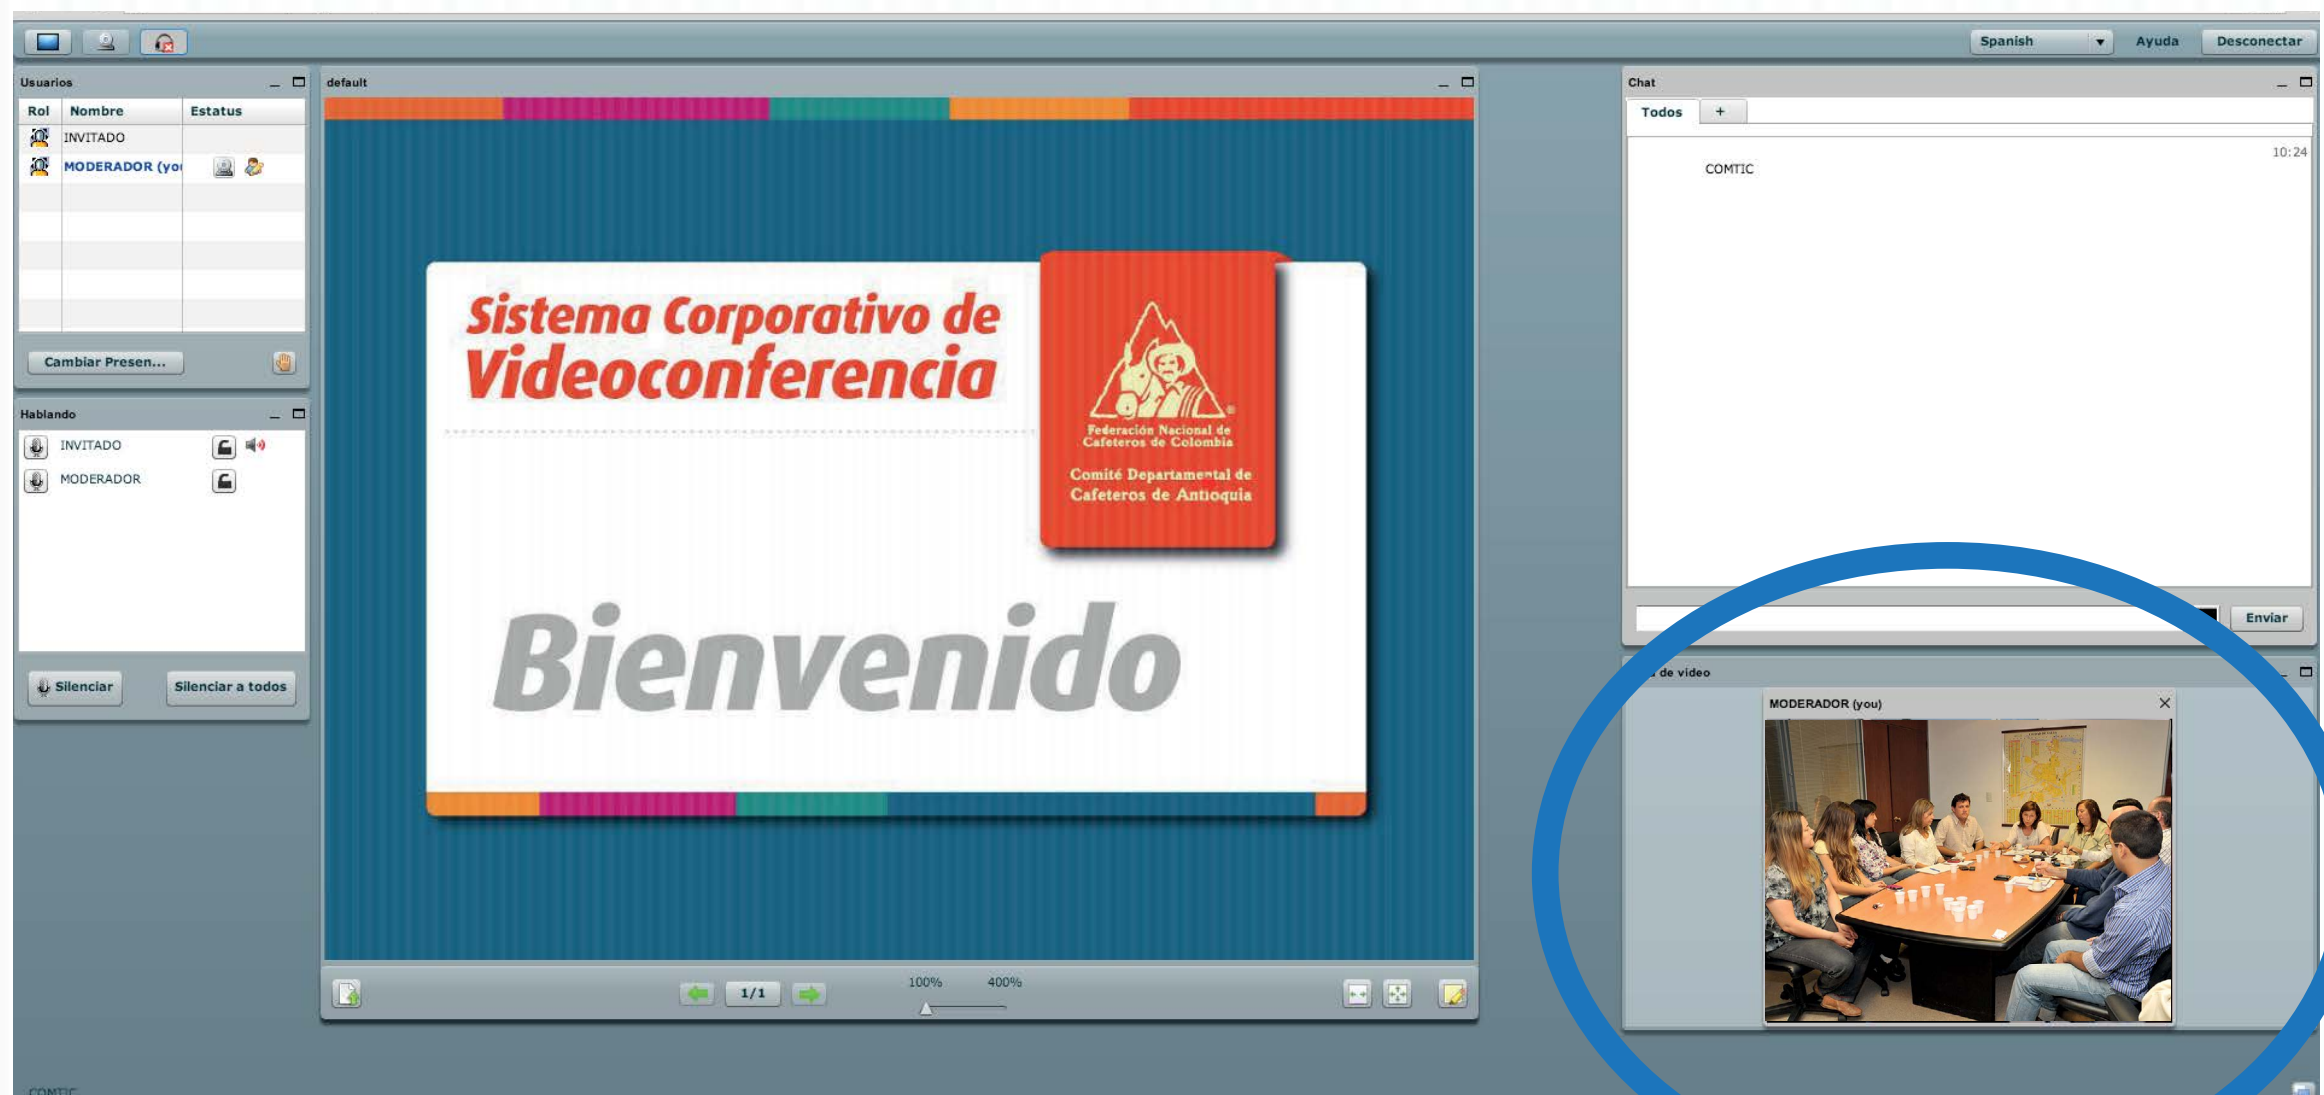 Spanish
Ayuda
Desconectar
Usuarios
Rol Nombre Estatus
INVITADO
MODERADOR (you
Cambiar Presen...
Hablando
INVITADO
MODERADOR
Silenciar
Silenciar a todos
default
Sistema Corporativo de
Videoconferencia
Federación Nacional de
Cafeteros de Colombia
®
Comité Departamental de
Cafeteros de Antioquia
Bienvenido
1/1
100% 400%
Chat
Todos +
10:24
COMTIC
Enviar
de video
MODERADOR (you)
COMTIC